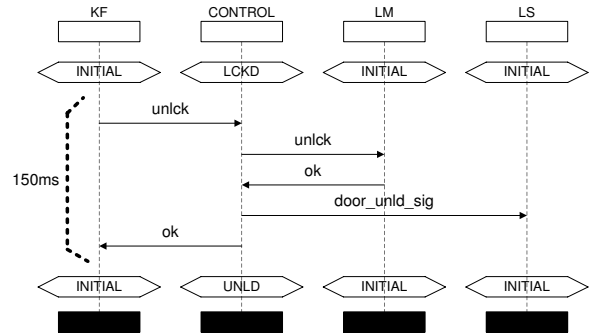 KF CONTROL LM LS
INITIAL LCKD INITIAL INITIAL
unlck
unlck
150ms
ok
door_unld_sig
ok
INITIAL UNLD INITIAL INITIAL